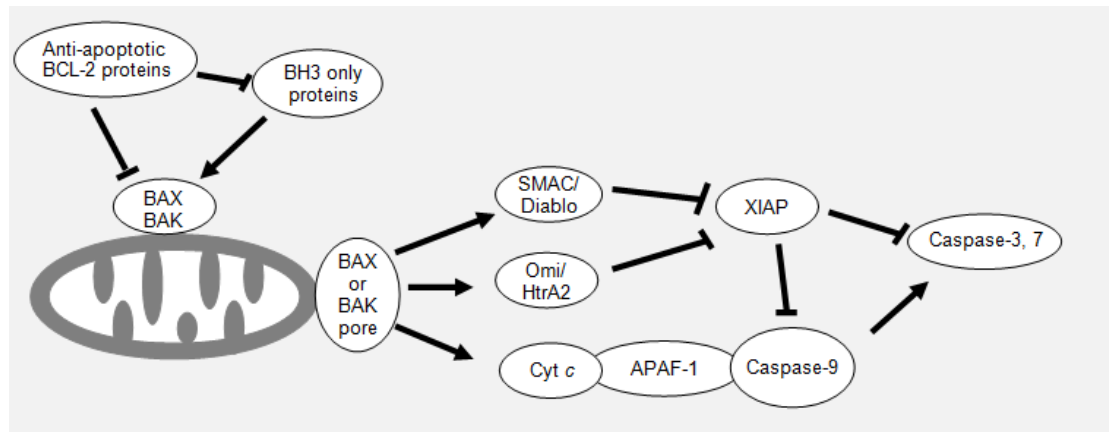 Anti-apoptotic
BCL-2 proteins
BH3 only
proteins
BAX
BAK
BAX
or
BAK
pore
SMAC/
Diablo
Omi/
HtrA2
Cyt c
APAF-1
Caspase-9
XIAP
Caspase-3, 7